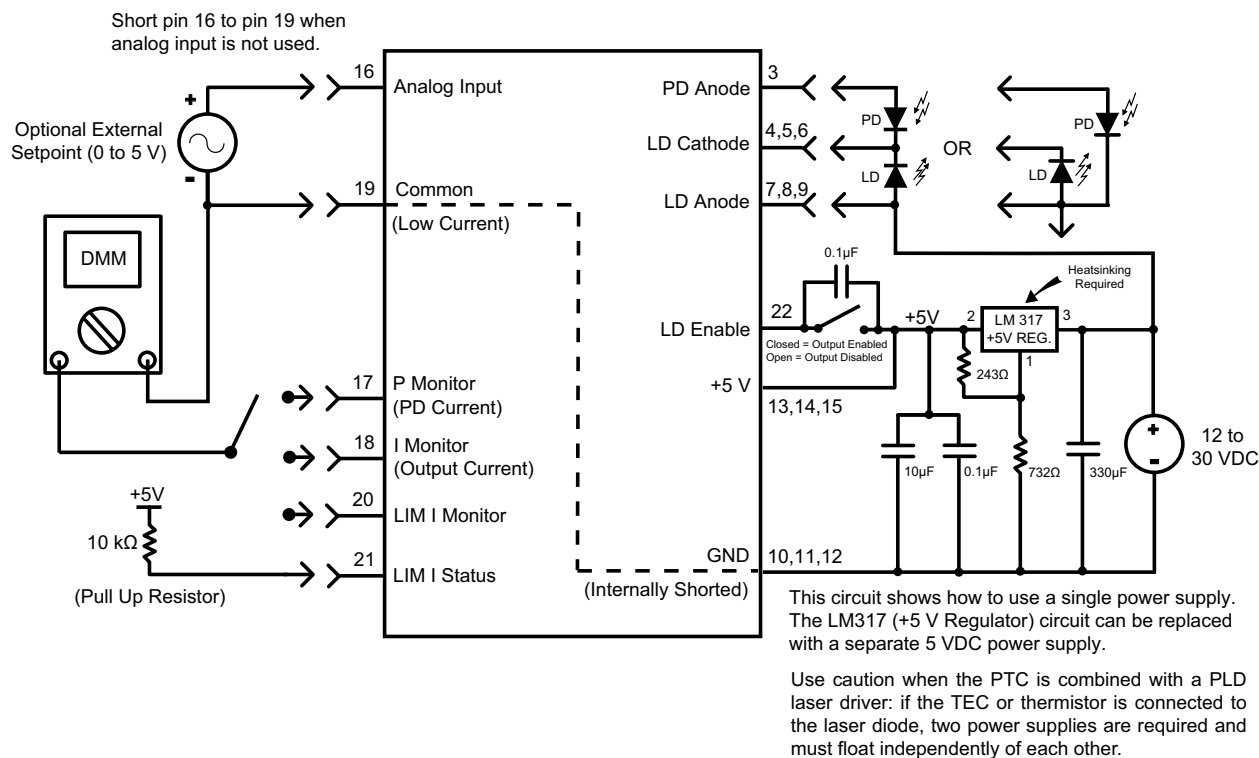 Short pin 16 to pin 19 when
analog input is not used.
Optional External
Setpoint (0 to 5 V)
+
-
DMM
+5V
10 kΩ
(Pull Up Resistor)
16
Analog Input
19
Common
(Low Current)
17
P Monitor
(PD Current)
18
I Monitor
(Output Current)
20
LIM I Monitor
21
LIM I Status
PD Anode
3
LD Cathode
4,5,6
LD Anode
7,8,9
PD
LD
OR
PD
LD
LD Enable
22
0.1µF
Closed = Output Enabled
Open = Output Disabled
+5 V
13,14,15
+5V
2
LM 317
+5V REG.
3
1
Heatsinking
Required
243Ω
10µF
0.1µF
732Ω
330µF
+
-
12 to
30 VDC
GND
10,11,12
(Internally Shorted)
This circuit shows how to use a single power supply.
The LM317 (+5 V Regulator) circuit can be replaced
with a separate 5 VDC power supply.
Use caution when the PTC is combined with a PLD
laser driver: if the TEC or thermistor is connected to
the laser diode, two power supplies are required and
must float independently of each other.